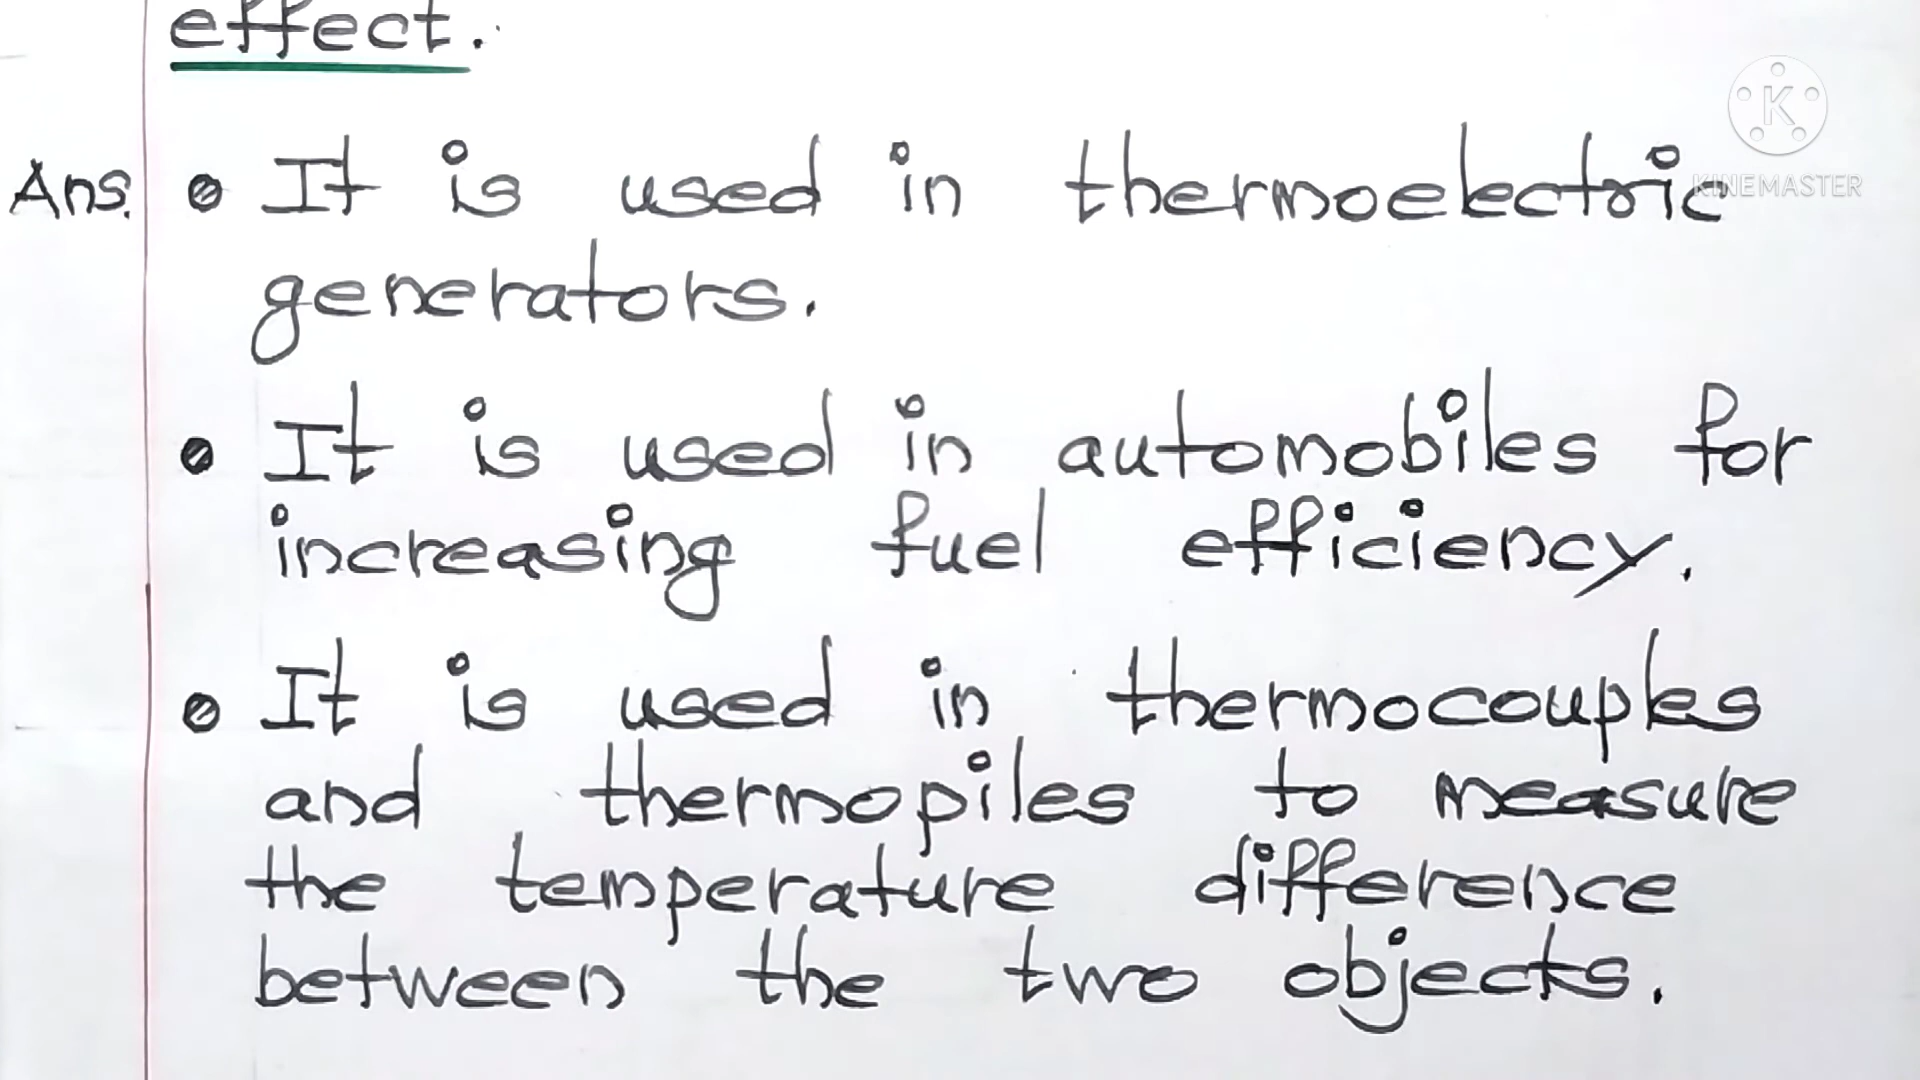 effect.
Ans. • It is used in thermoelectric
generators.
• It is used in automobiles for
increasing fuel efficiency.
• It is used in thermocouples
and thermopiles to measure
the temperature difference
between the two objects.
K
KINEMASTER